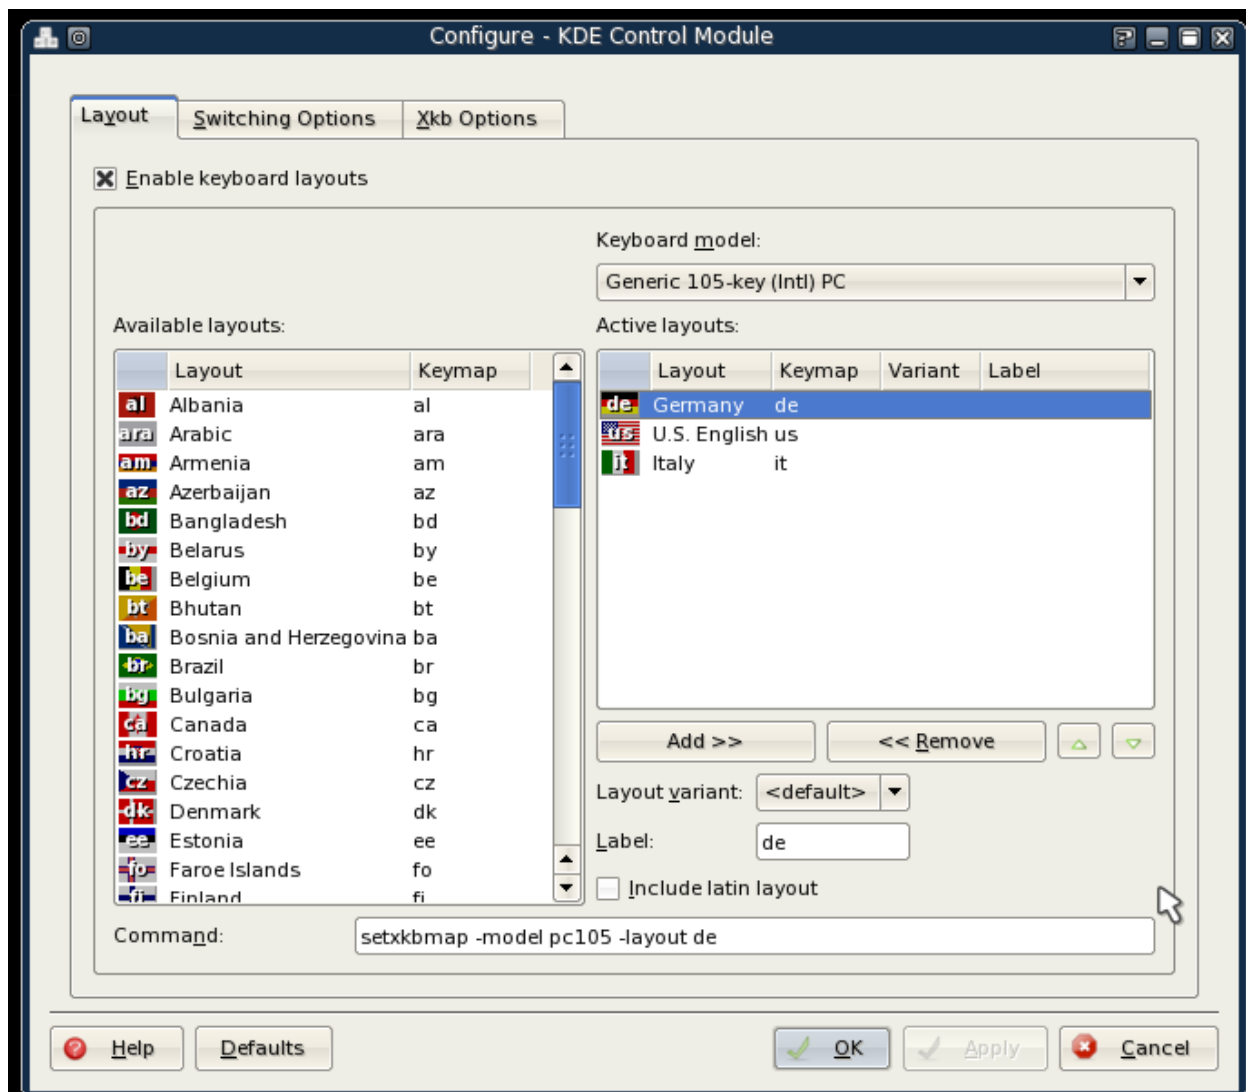 Configure - KDE Control Module
Layout
Switching Options
Xkb Options
Enable keyboard layouts
Keyboard model:
Generic 105-key (Intl) PC
Available layouts:
Layout Keymap
al Albania al
ara Arabic ara
am Armenia am
az Azerbaijan az
bd Bangladesh bd
by Belarus by
be Belgium be
bt Bhutan bt
ba Bosnia and Herzegovina ba
br Brazil br
bg Bulgaria bg
ca Canada ca
hr Croatia hr
cz Czechia cz
dk Denmark dk
ee Estonia ee
fo Faroe Islands fo
fi Finland fi
Active layouts:
Layout Keymap Variant Label
de Germany de
us U.S. English us
it Italy it
Add >>
<< Remove
Layout variant: <default>
Label: de
Include latin layout
Command: setxkbmap -model pc105 -layout de
Help
Defaults
OK
Apply
Cancel